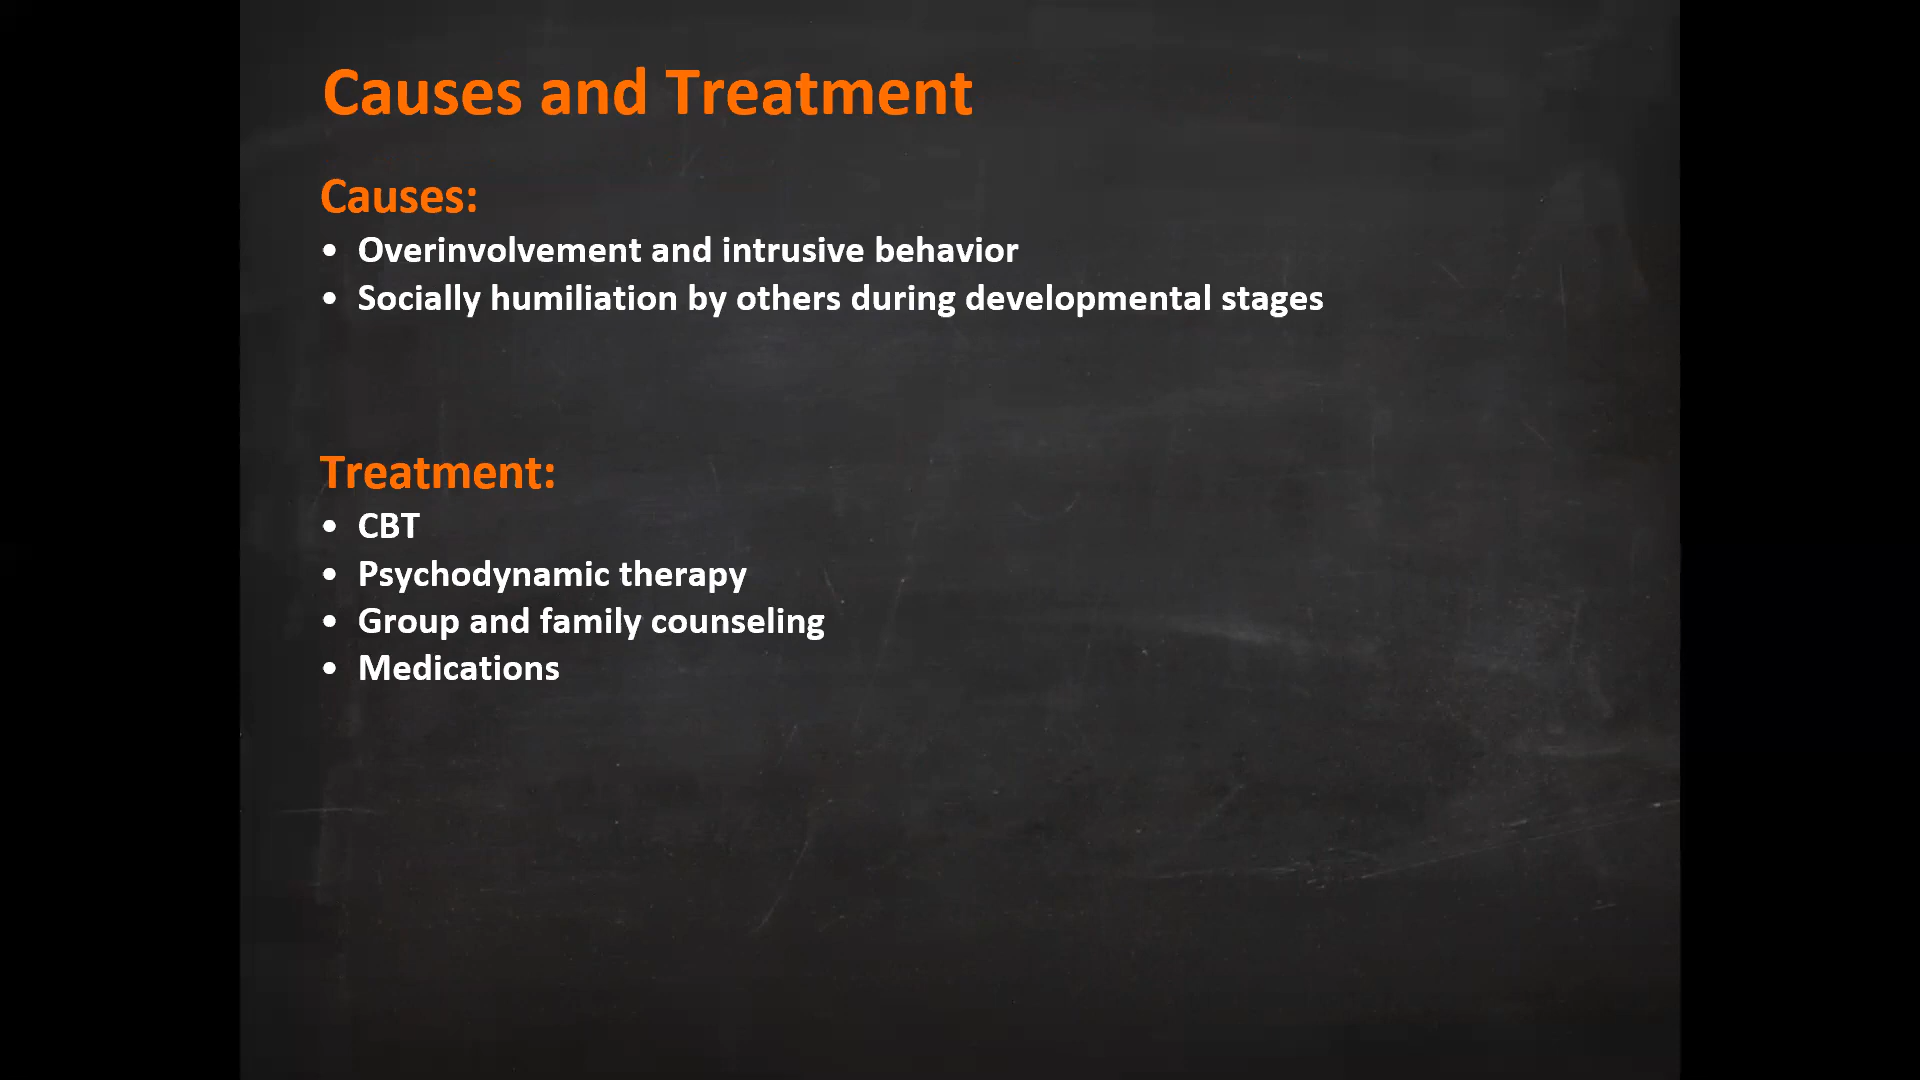 Causes and Treatment
Causes:
• Overinvolvement and intrusive behavior
• Socially humiliation by others during developmental stages
Treatment:
• CBT
• Psychodynamic therapy
• Group and family counseling
• Medications